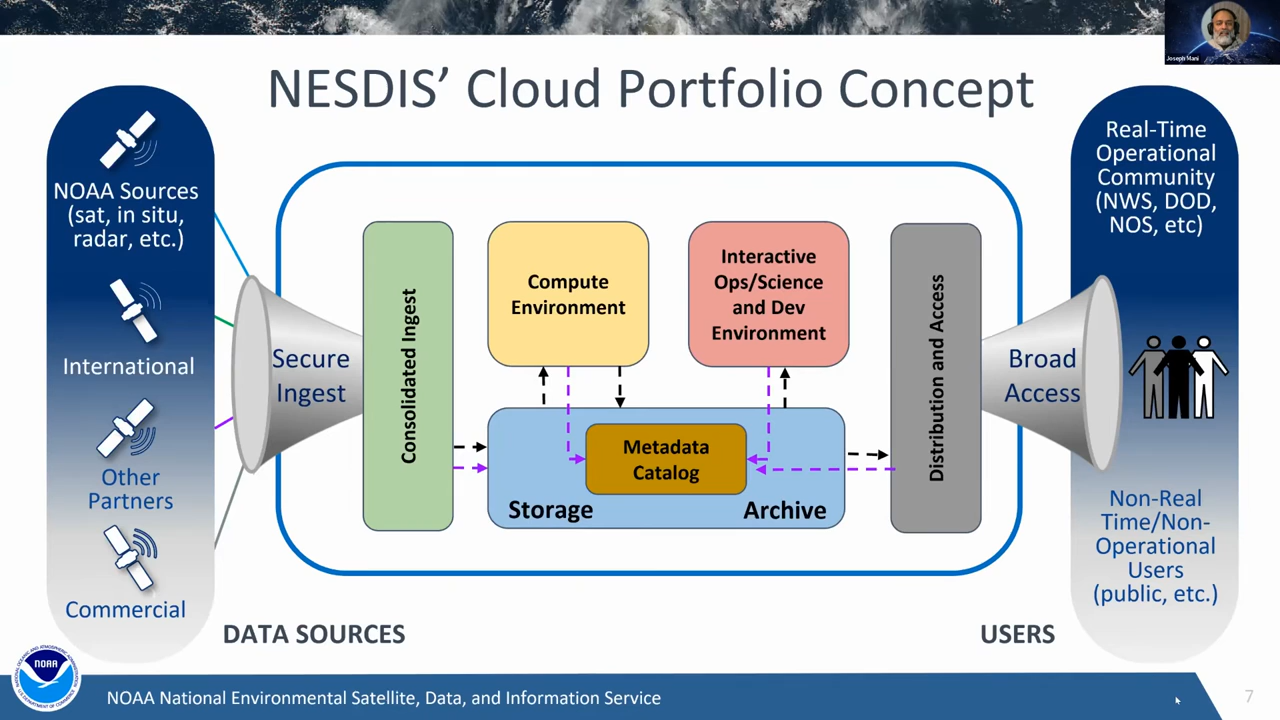 Joseph Mani
NESDIS’ Cloud Portfolio Concept
NOAA Sources
(sat, in situ,
radar, etc.)
International
Other
Partners
Commercial
DATA SOURCES
Secure
Ingest
Consolidated Ingest
Compute
Environment
Interactive
Ops/Science
and Dev
Environment
Metadata
Catalog
Storage
Archive
Distribution and Access
Broad
Access
Real-Time
Operational
Community
(NWS, DOD,
NOS, etc)
Non-Real
Time/Non-
Operational
Users
(public, etc.)
USERS
NOAA
NOAA National Environmental Satellite, Data, and Information Service
7